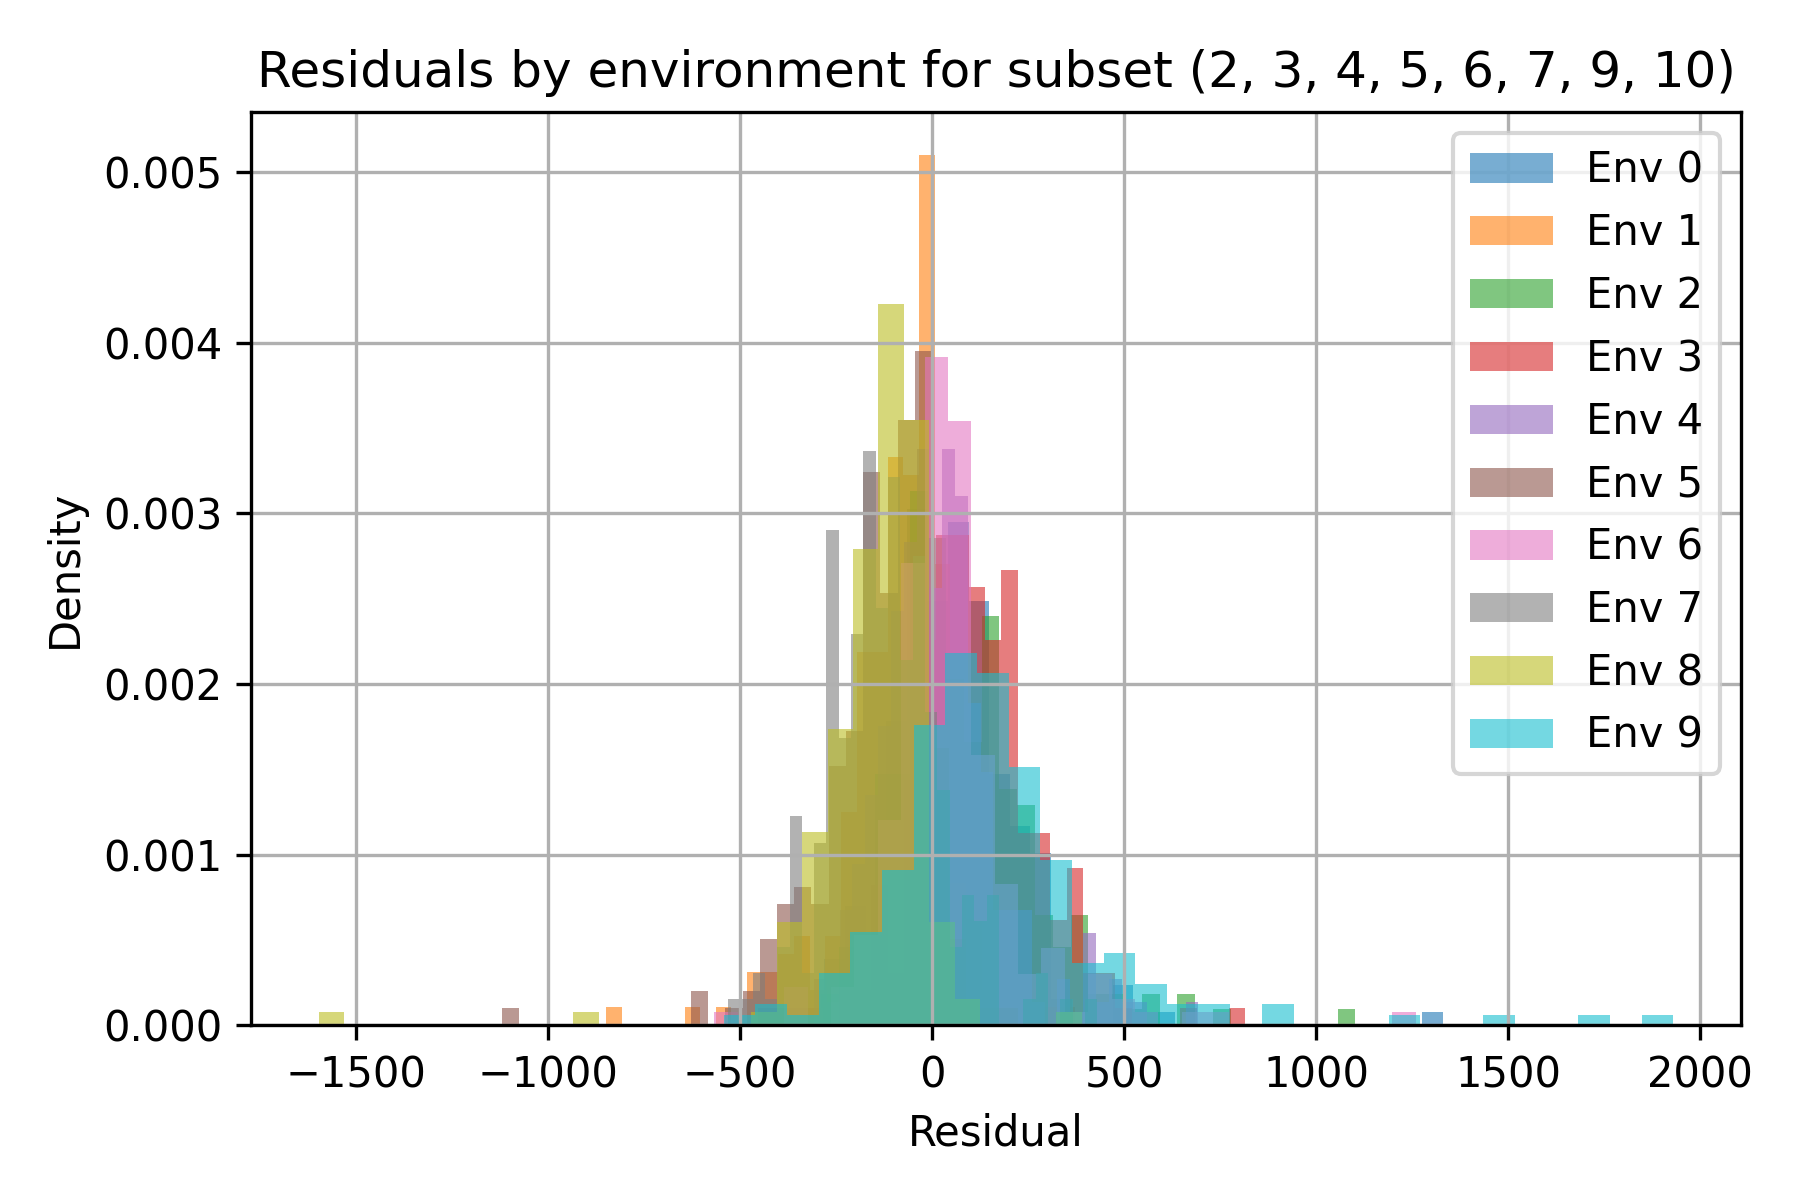 Residuals by environment for subset (2, 3, 4, 5, 6, 7, 9, 10)
0.005
0.004
0.003
0.002
0.001
0.000
Density
Env 0
Env 1
Env 2
Env 3
Env 4
Env 5
Env 6
Env 7
Env 8
Env 9
−1500 −1000 −500 0 500 1000 1500 2000
Residual